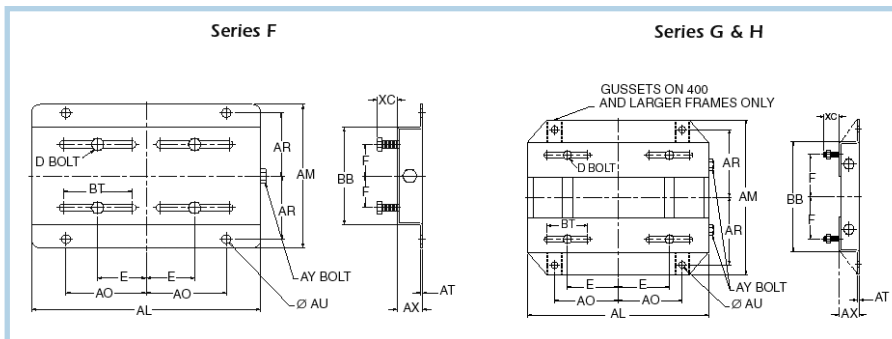 Series F
Series G & H
XC
D BOLT
BT
F
F
BB
AR
AR
AM
E
E
AO
AO
AL
AY BOLT
Ø AU
AX
AT
GUSSETS ON 400
AND LARGER FRAMES ONLY
XC
D BOLT
BT
AR
AR
AM
F
F
BB
E
E
AO
AO
AL
AY BOLT
Ø AU
AX
AT